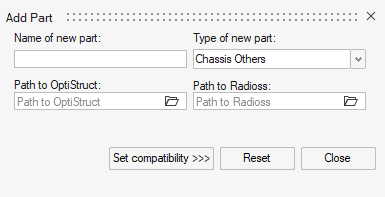 Add Part
Name of new part:
Type of new part:
Chassis Others
Path to OptiStruct:
Path to Radioss:
Path to OptiStruct
Path to Radioss
Set compatibility >>>
Reset
Close